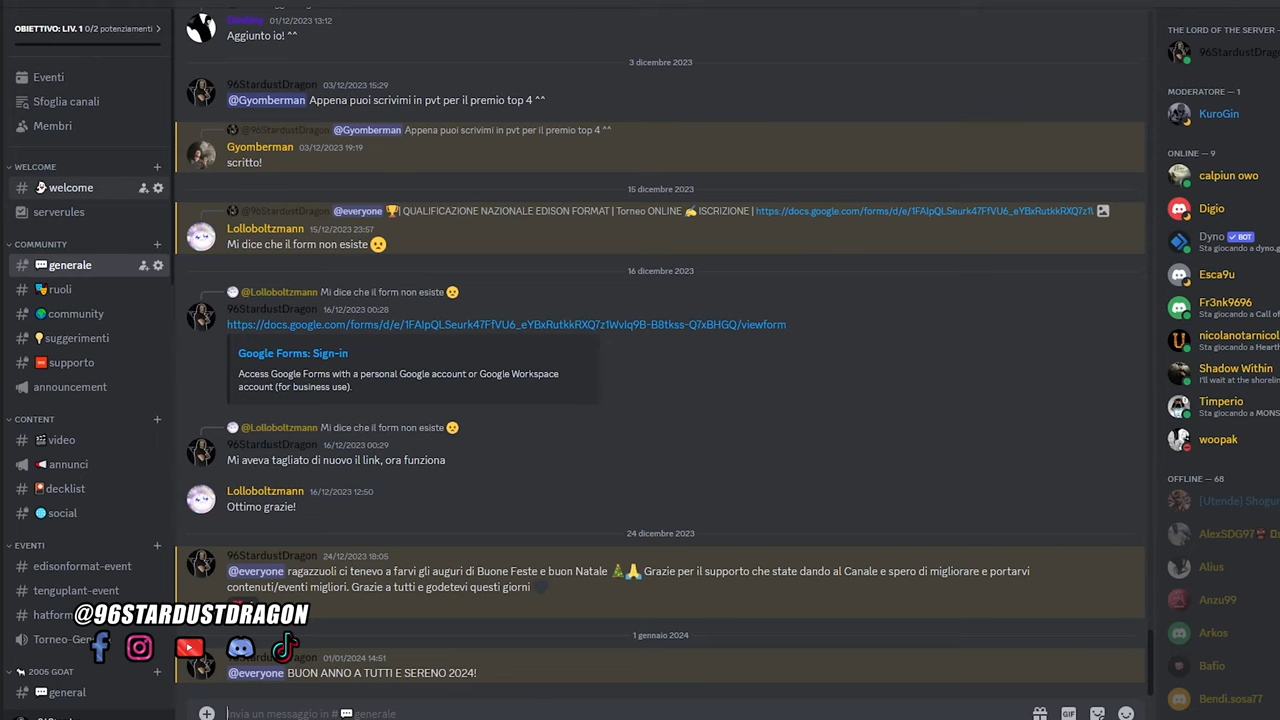 OBIETTIVO: LIV. 1 0/2 potenziamenti
Eventi
Sfoglia canali
Membri
WELCOME
welcome
serverules
COMMUNITY
generale
ruoli
community
suggerimenti
supporto
announcement
CONTENT
video
annunci
decklist
social
EVENTI
edisonformat-event
tenguplant-event
hatform
Torneo-Gen
2005 GOAT
general
@96STARDUSTDRAGON
Destiny 01/12/2023 13:12
Aggiunto io! ^^
3 dicembre 2023
96StardustDragon 03/12/2023 15:29
@Gyomberman Appena puoi scrivimi in pvt per il premio top 4 ^^
@96StardustDragon @Gyomberman Appena puoi scrivimi in pvt per il premio top 4 ^^
Gyomberman 03/12/2023 19:19
scritto!
15 dicembre 2023
@96StardustDragon @everyone 🏆| QUALIFICAZIONE NAZIONALE EDISON FORMAT | Torneo ONLINE ✍ ISCRIZIONE | https://docs.google.com/forms/d/e/1FAIpQLSeurk47FfVU6_eYBxRutkkRXQ7z1\
Lolloboltzmann 15/12/2023 23:57
Mi dice che il form non esiste 😟
16 dicembre 2023
@Lolloboltzmann Mi dice che il form non esiste 😟
96StardustDragon 16/12/2023 00:28
https://docs.google.com/forms/d/e/1FAIpQLSeurk47FfVU6_eYBxRutkkRXQ7z1WvIq9B-B8tkss-Q7xBHGQ/viewform
Google Forms: Sign-in
Access Google Forms with a personal Google account or Google Workspace
account (for business use).
@Lolloboltzmann Mi dice che il form non esiste 😟
96StardustDragon 16/12/2023 00:29
Mi aveva tagliato di nuovo il link, ora funziona
Lolloboltzmann 16/12/2023 12:50
Ottimo grazie!
24 dicembre 2023
96StardustDragon 24/12/2023 18:05
@everyone ragazzuoli ci tenevo a farvi gli auguri di Buone Feste e buon Natale 🎄🙏 Grazie per il supporto che state dando al Canale e spero di migliorare e portarvi
contenuti/eventi migliori. Grazie a tutti e godetevi questi giorni 🖤
1 gennaio 2024
96StardustDragon 01/01/2024 14:51
@everyone BUON ANNO A TUTTI E SERENO 2024!
Invia un messaggio in # generale
GIF
THE LORD OF THE SERVER –
96StardustDragon
MODERATORE — 1
KuroGin
ONLINE — 9
calpiun owo
Digio
Dyno BOT
Sta giocando a dyno.g
Esca9u
Fr3nk9696
Sta giocando a Call of
nicolanotarnicol
Sta giocando a Hearth
Shadow Within
I'll wait at the shorelin
Timperio
Sta giocando a MONS
woopak
OFFLINE — 68
[Utende] Shogu
AlexSDG97
Alius
Anzu99
Arkos
Bafio
Bendi.sosa77